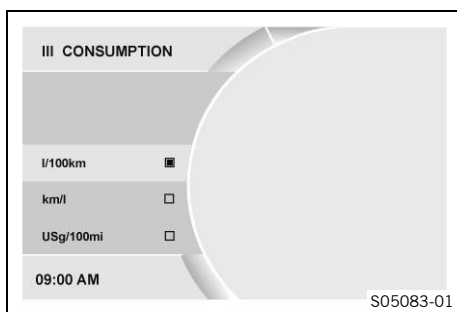 III CONSUMPTION
l/100km
km/l
USg/100mi
09:00 AM
S05083-01